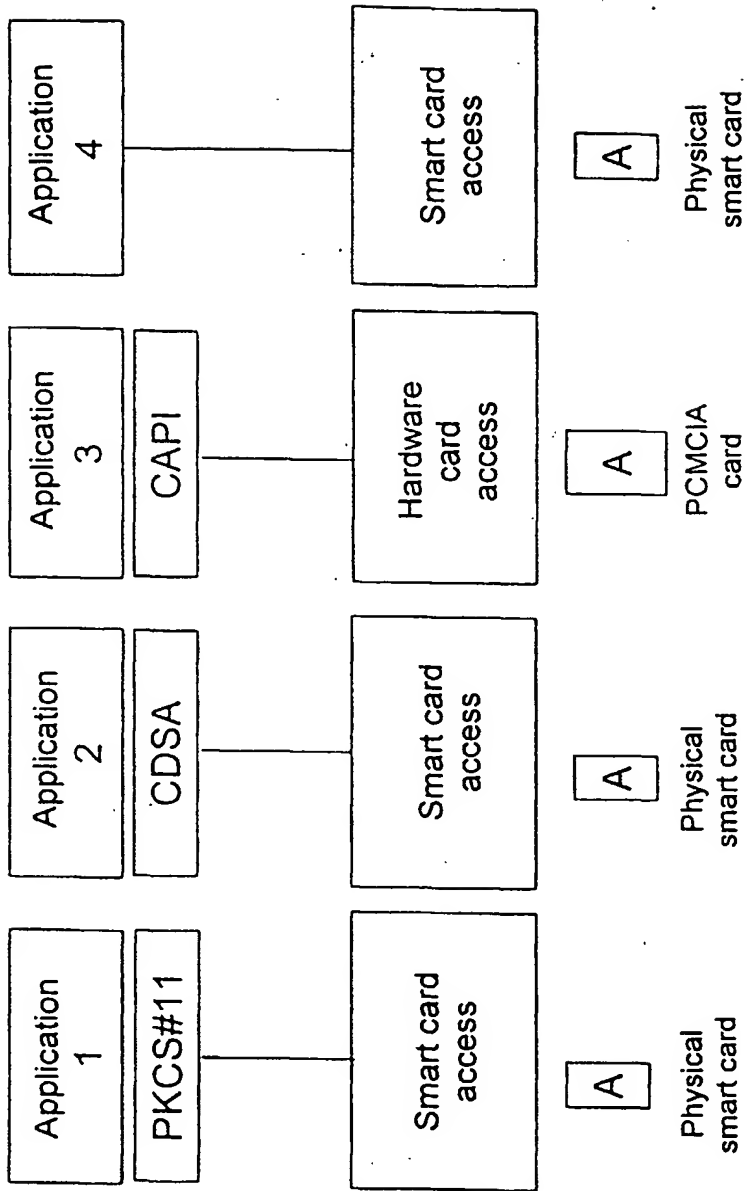 Application
1
PKCS#11
Smart card
access
A
Physical
smart card
Application
2
CDSA
Smart card
access
A
Physical
smart card
Application
3
CAPI
Hardware
card
access
A
PCMCIA
card
Application
4
Smart card
access
A
Physical
smart card